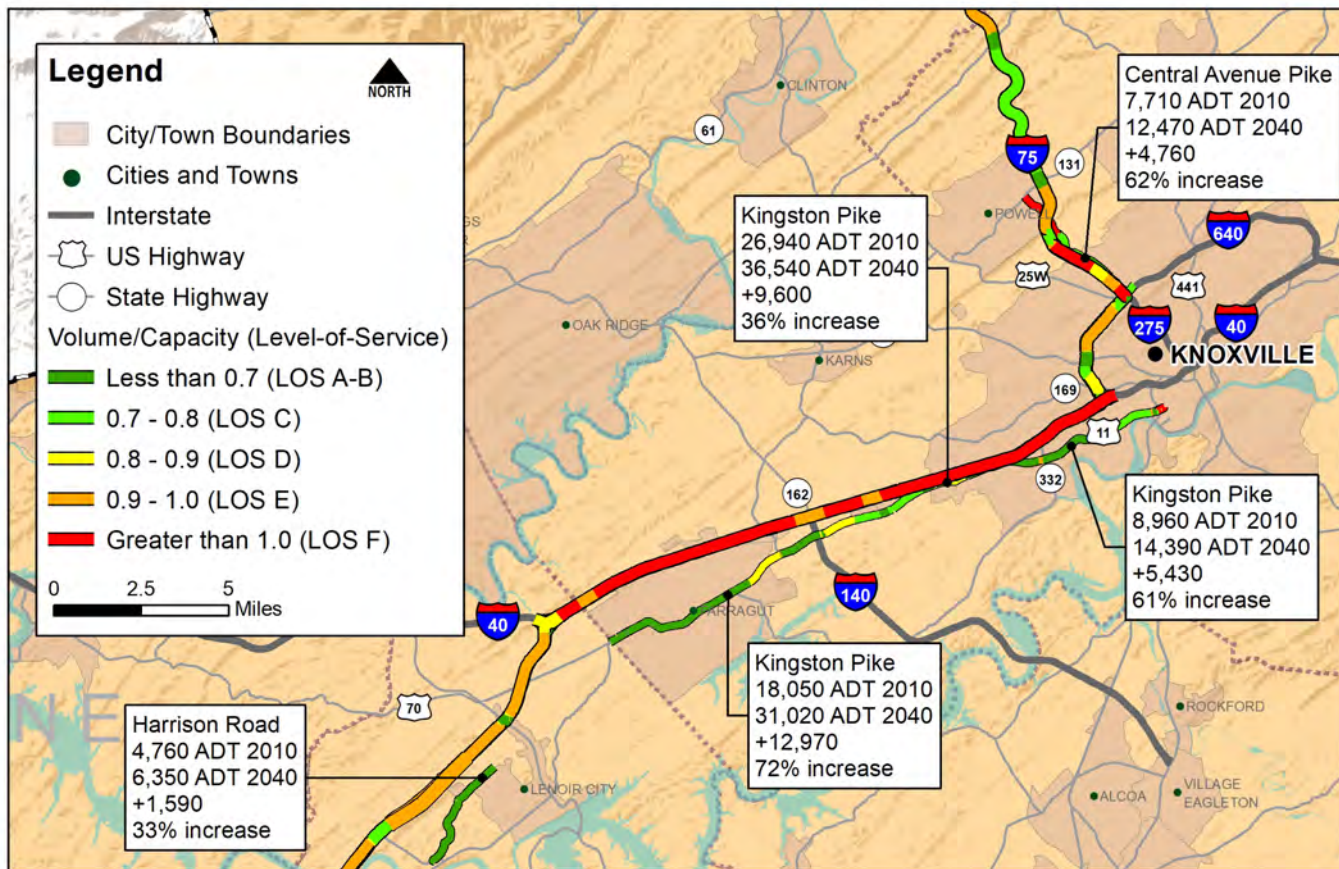 Legend
NORTH
City/Town Boundaries
Cities and Towns
Interstate
US Highway
State Highway
Volume/Capacity (Level-of-Service)
Less than 0.7 (LOS A-B)
0.7 - 0.8 (LOS C)
0.8 - 0.9 (LOS D)
0.9 - 1.0 (LOS E)
Greater than 1.0 (LOS F)
0 2.5 5
Miles
CLINTON
61
75
131
POWELL
25W
640
441
275
40
KNOXVILLE
OAK RIDGE
KARNS
169
11
332
162
140
40
ARRAGUT
70
LENOIR CITY
ROCKFORD
ALCOA
VILLAGE
EAGLETON
NE
GS
R
Central Avenue Pike
7,710 ADT 2010
12,470 ADT 2040
+4,760
62% increase
Kingston Pike
26,940 ADT 2010
36,540 ADT 2040
+9,600
36% increase
Kingston Pike
8,960 ADT 2010
14,390 ADT 2040
+5,430
61% increase
Kingston Pike
18,050 ADT 2010
31,020 ADT 2040
+12,970
72% increase
Harrison Road
4,760 ADT 2010
6,350 ADT 2040
+1,590
33% increase